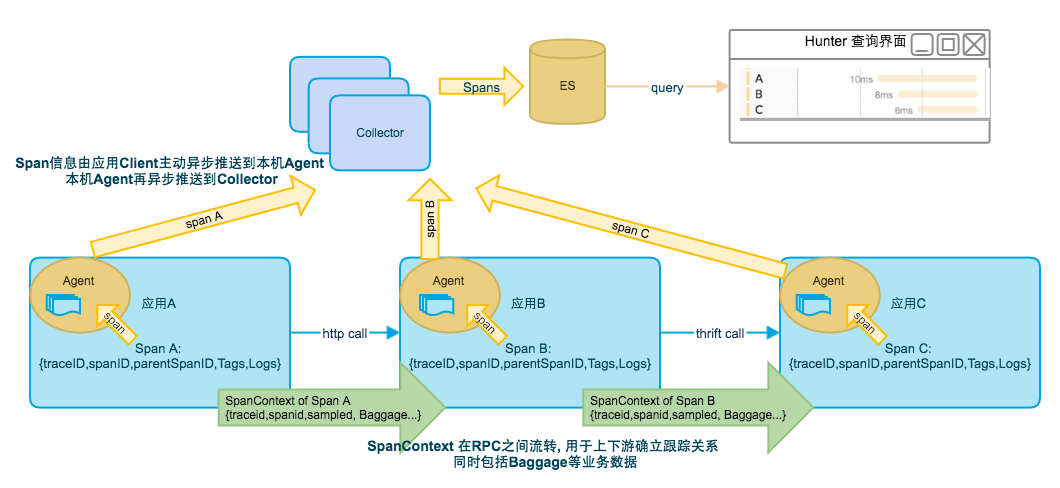 Hunter 查询界面
A
10ms
B
8ms
C
6ms
Spans
ES
query
Collector
Span信息由应用Client主动异步推送到本机Agent
本机Agent再异步推送到Collector
span A
span B
span C
Agent
应用A
span
Span A:
{traceID,spanID,parentSpanID,Tags,Logs}
http call
Agent
应用B
span
Span B:
{traceID,spanID,parentSpanID,Tags,Logs}
thrift call
Agent
应用C
span
Span C:
{traceID,spanID,parentSpanID,Tags,Logs}
SpanContext of Span A
{traceid,spanid,sampled, Baggage...}
SpanContext of Span B
{traceid,spanid,sampled, Baggage...}
SpanContext 在RPC之间流转, 用于上下游确立跟踪关系
同时包括Baggage等业务数据